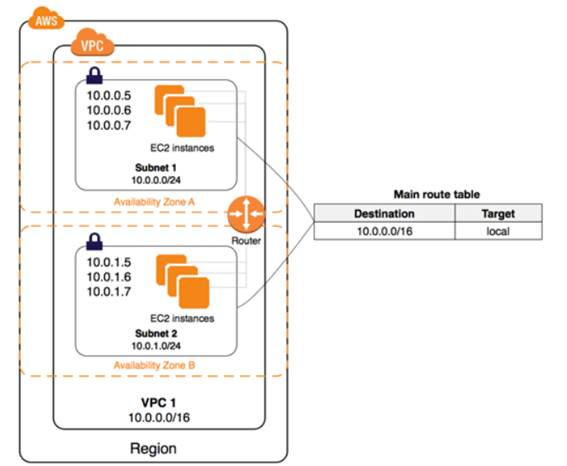 AWS
VPC
10.0.0.5
10.0.0.6
10.0.0.7
EC2 instances
Subnet 1
10.0.0.0/24
Availability Zone A
Router
10.0.1.5
10.0.1.6
10.0.1.7
EC2 instances
Subnet 2
10.0.1.0/24
Availability Zone B
VPC 1
10.0.0.0/16
Region
Main route table
Destination Target
10.0.0.0/16 local